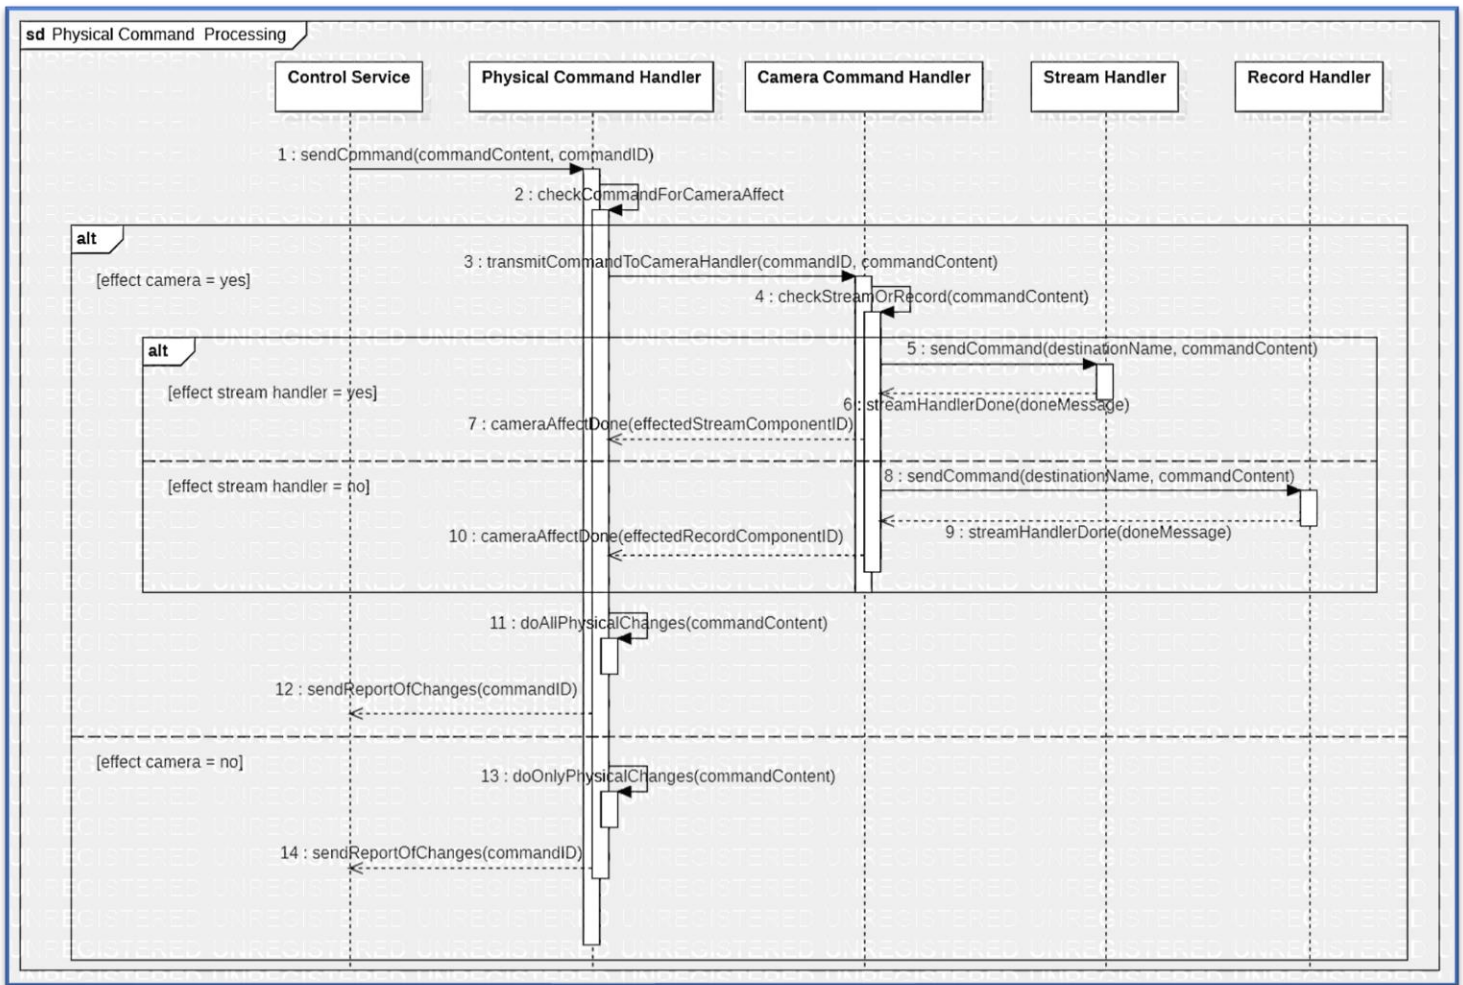 sd Physical Command Processing
Control Service
Physical Command Handler
Camera Command Handler
Stream Handler
Record Handler
1 : sendCommand(commandContent, commandID)
2 : checkCommandForCameraAffect
alt
[effect camera = yes]
3 : transmitCommandToCameraHandler(commandID, commandContent)
4 : checkStreamOrRecord(commandContent)
alt
[effect stream handler = yes]
5 : sendCommand(destinationName, commandContent)
6 : streamHandlerDone(doneMessage)
7 : cameraAffectDone(effectedStreamComponentID)
[effect stream handler = no]
8 : sendCommand(destinationName, commandContent)
9 : streamHandlerDone(doneMessage)
10 : cameraAffectDone(effectedRecordComponentID)
11 : doAllPhysicalChanges(commandContent)
12 : sendReportOfChanges(commandID)
[effect camera = no]
13 : doOnlyPhysicalChanges(commandContent)
14 : sendReportOfChanges(commandID)
UNREGISTERED